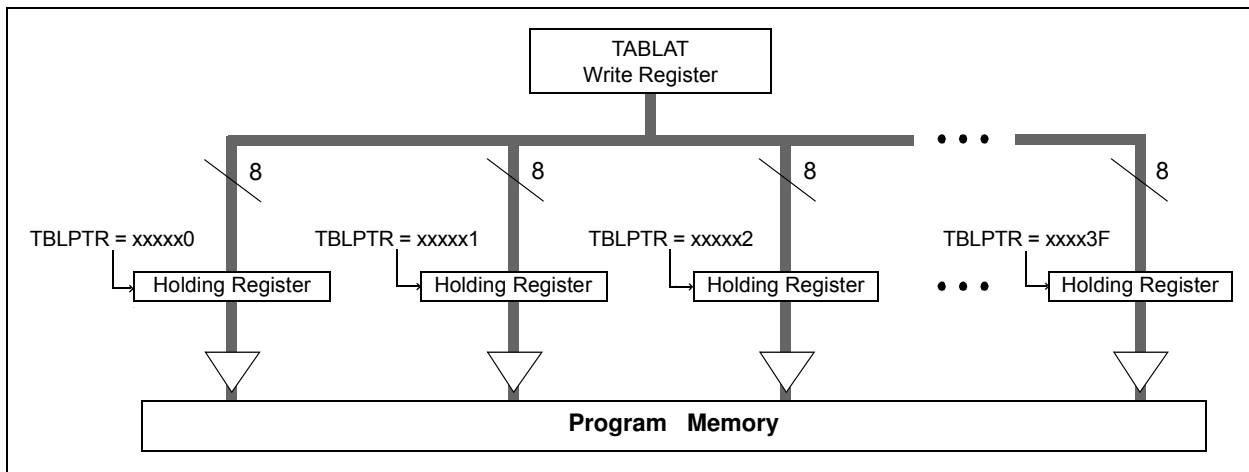 TABLAT
Write Register
• • •
8 8 8 8
TBLPTR = xxxxx0 TBLPTR = xxxxx1 TBLPTR = xxxxx2 TBLPTR = xxxx3F
Holding Register Holding Register Holding Register • • • Holding Register
Program Memory